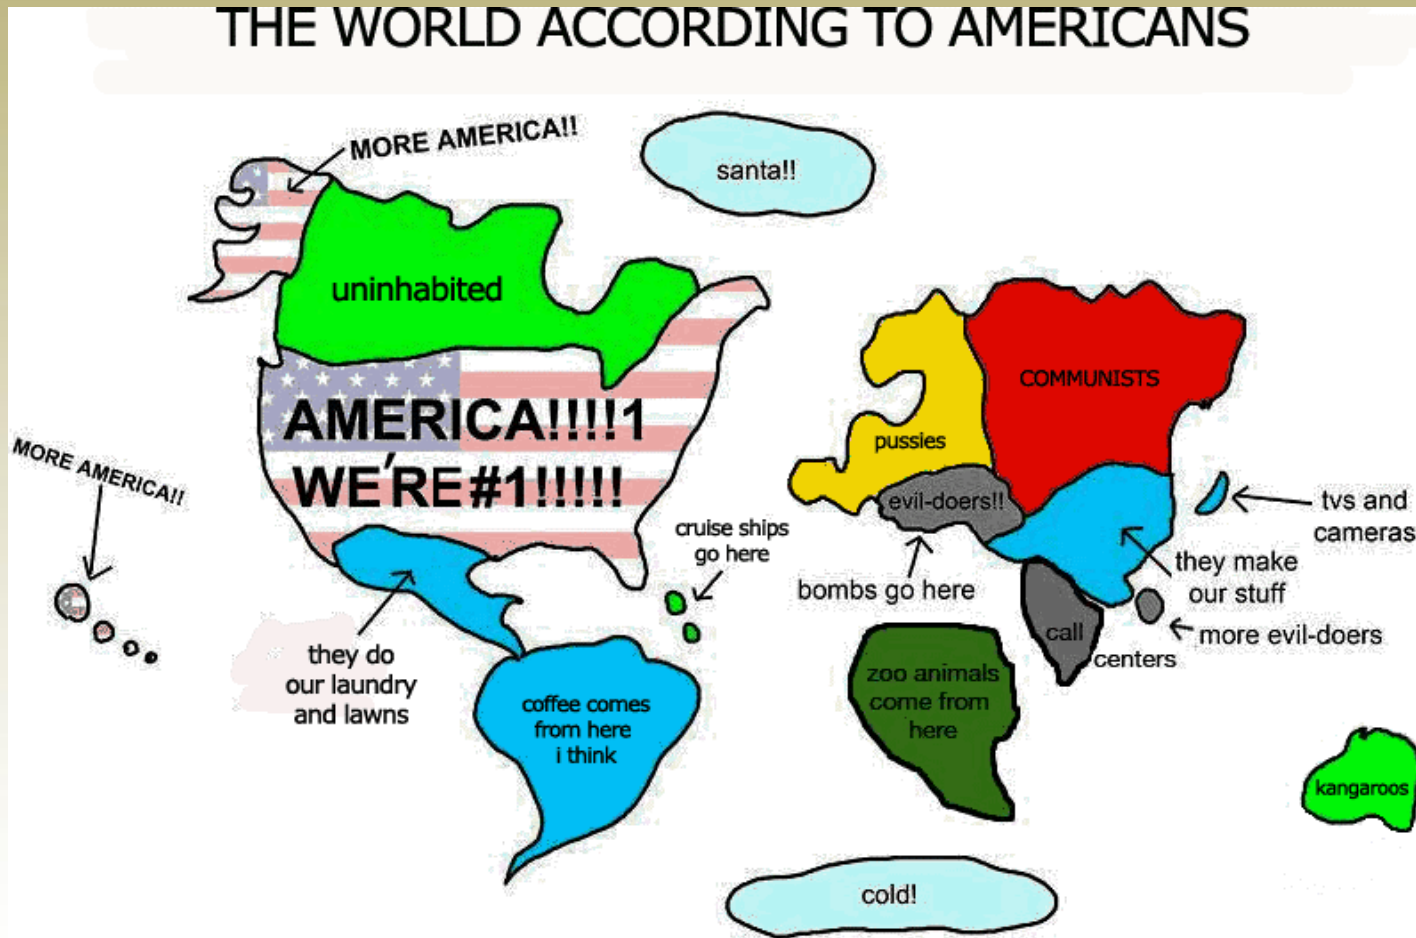 THE WORLD ACCORDING TO AMERICANS
MORE AMERICA!!
santa!!
uninhabited
COMMUNISTS
AMERICA!!!!1
WE'RE #1!!!!!
pussies
MORE AMERICA!!
evil-doers!!
tvs and
cameras
cruise ships
go here
bombs go here
they make
our stuff
call
centers
more evil-doers
they do
our laundry
and lawns
coffee comes
from here
i think
zoo animals
come from
here
kangaroos
cold!